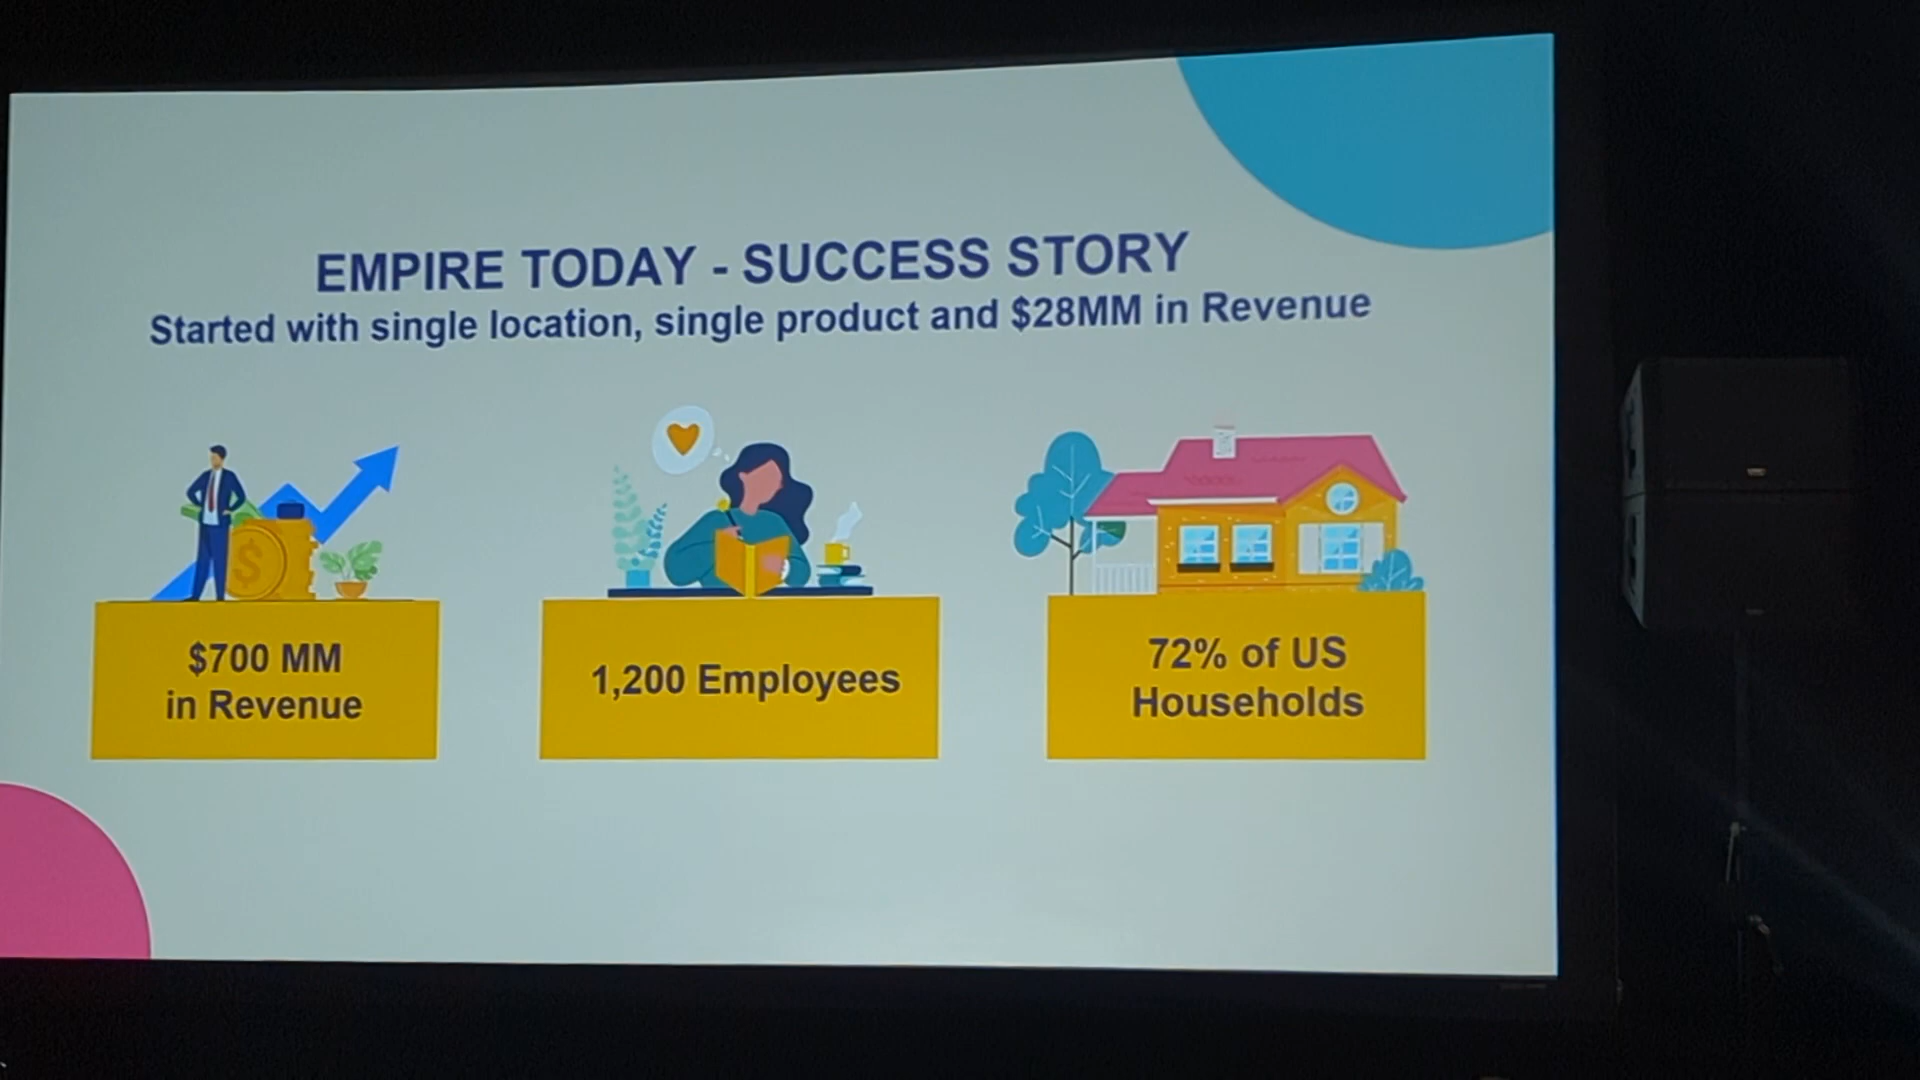 EMPIRE TODAY - SUCCESS STORY
Started with single location, single product and $28MM in Revenue
$
$700 MM
in Revenue
1,200 Employees
72% of US
Households